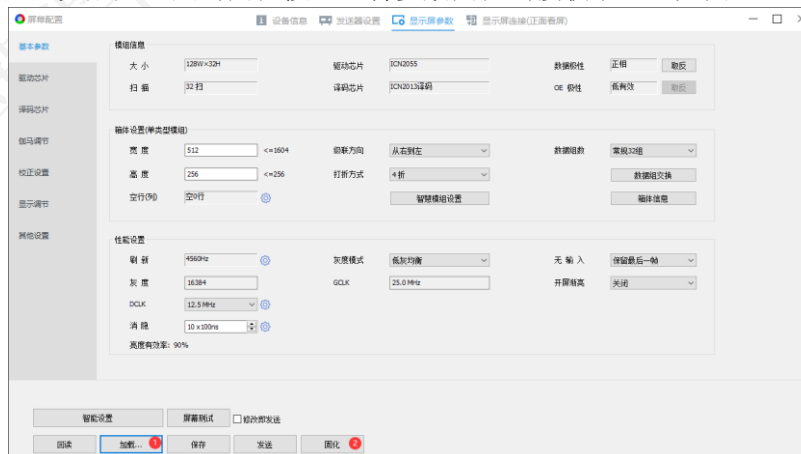 屏幕配置
设备信息 发送器设置 显示屏参数 显示屏连接(正面看屏)
基本参数
驱动芯片
译码芯片
伽马调节
校正设置
显示调节
其他设置
模组信息
大 小 128W×32H 驱动芯片 ICN2055 数据极性 正相 取反
扫 描 32 扫 译码芯片 ICN2013译码 OE 极性 低有效 取反
箱体设置(单类型模组)
宽 度 512 <=1604 级联方向 从右到左 数据组数 常规32组
高 度 256 <=256 打折方式 4 折 数据组交换
空行(列) 空0行 智慧模组设置 箱体信息
性能设置
刷 新 4560Hz 灰度模式 低灰均衡 无 输 入 保留最后一帧
灰 度 16384 GCLK 25.0 MHz 开屏渐亮 关闭
DCLK 12.5 MHz
消 隐 10 x100ns
亮度有效率: 90%
智能设置 屏幕测试 修改即发送
回读 加载... 1 保存 发送 固化 2